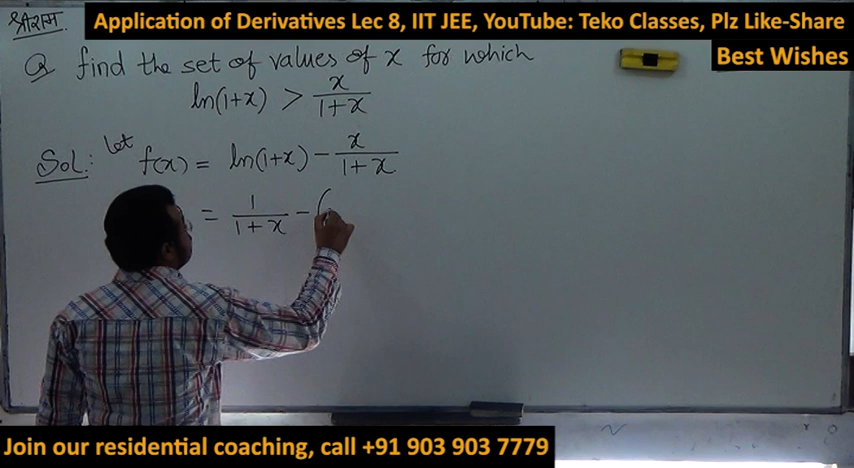 श्रीराम
Application of Derivatives Lec 8, IIT JEE, YouTube: Teko Classes, Plz Like-Share
Best Wishes
Q find the set of values of x for which
ln(1+x) > x/(1+x)
Sol: Let f(x) = ln(1+x) - x/(1+x)
= 1/(1+x) - (
Join our residential coaching, call +91 903 903 7779